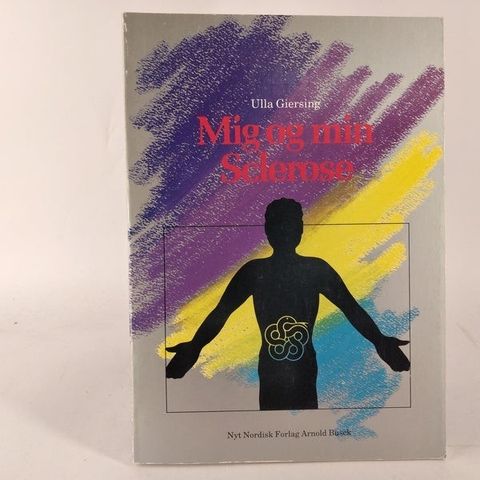 Ulla Giersing
Mig og min
Sclerose
Nyt Nordisk Forlag Arnold Busck